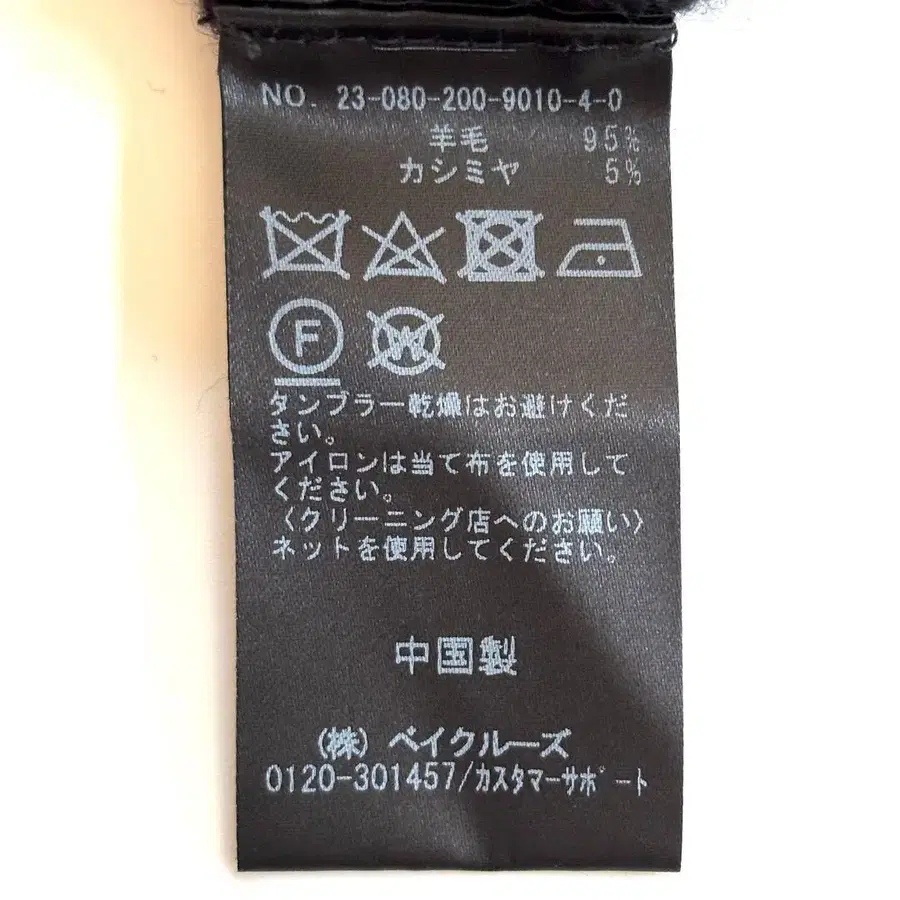 NO. 23-080-200-9010-4-0
羊毛 95%
カシミヤ 5%
F W
タンブラー乾燥はお避けくだ
さい。
アイロンは当て布を使用して
ください。
〈クリーニング店へのお願い〉
ネットを使用してください。
中国製
(株) ベイクルーズ
0120-301457/カスタマーサポート